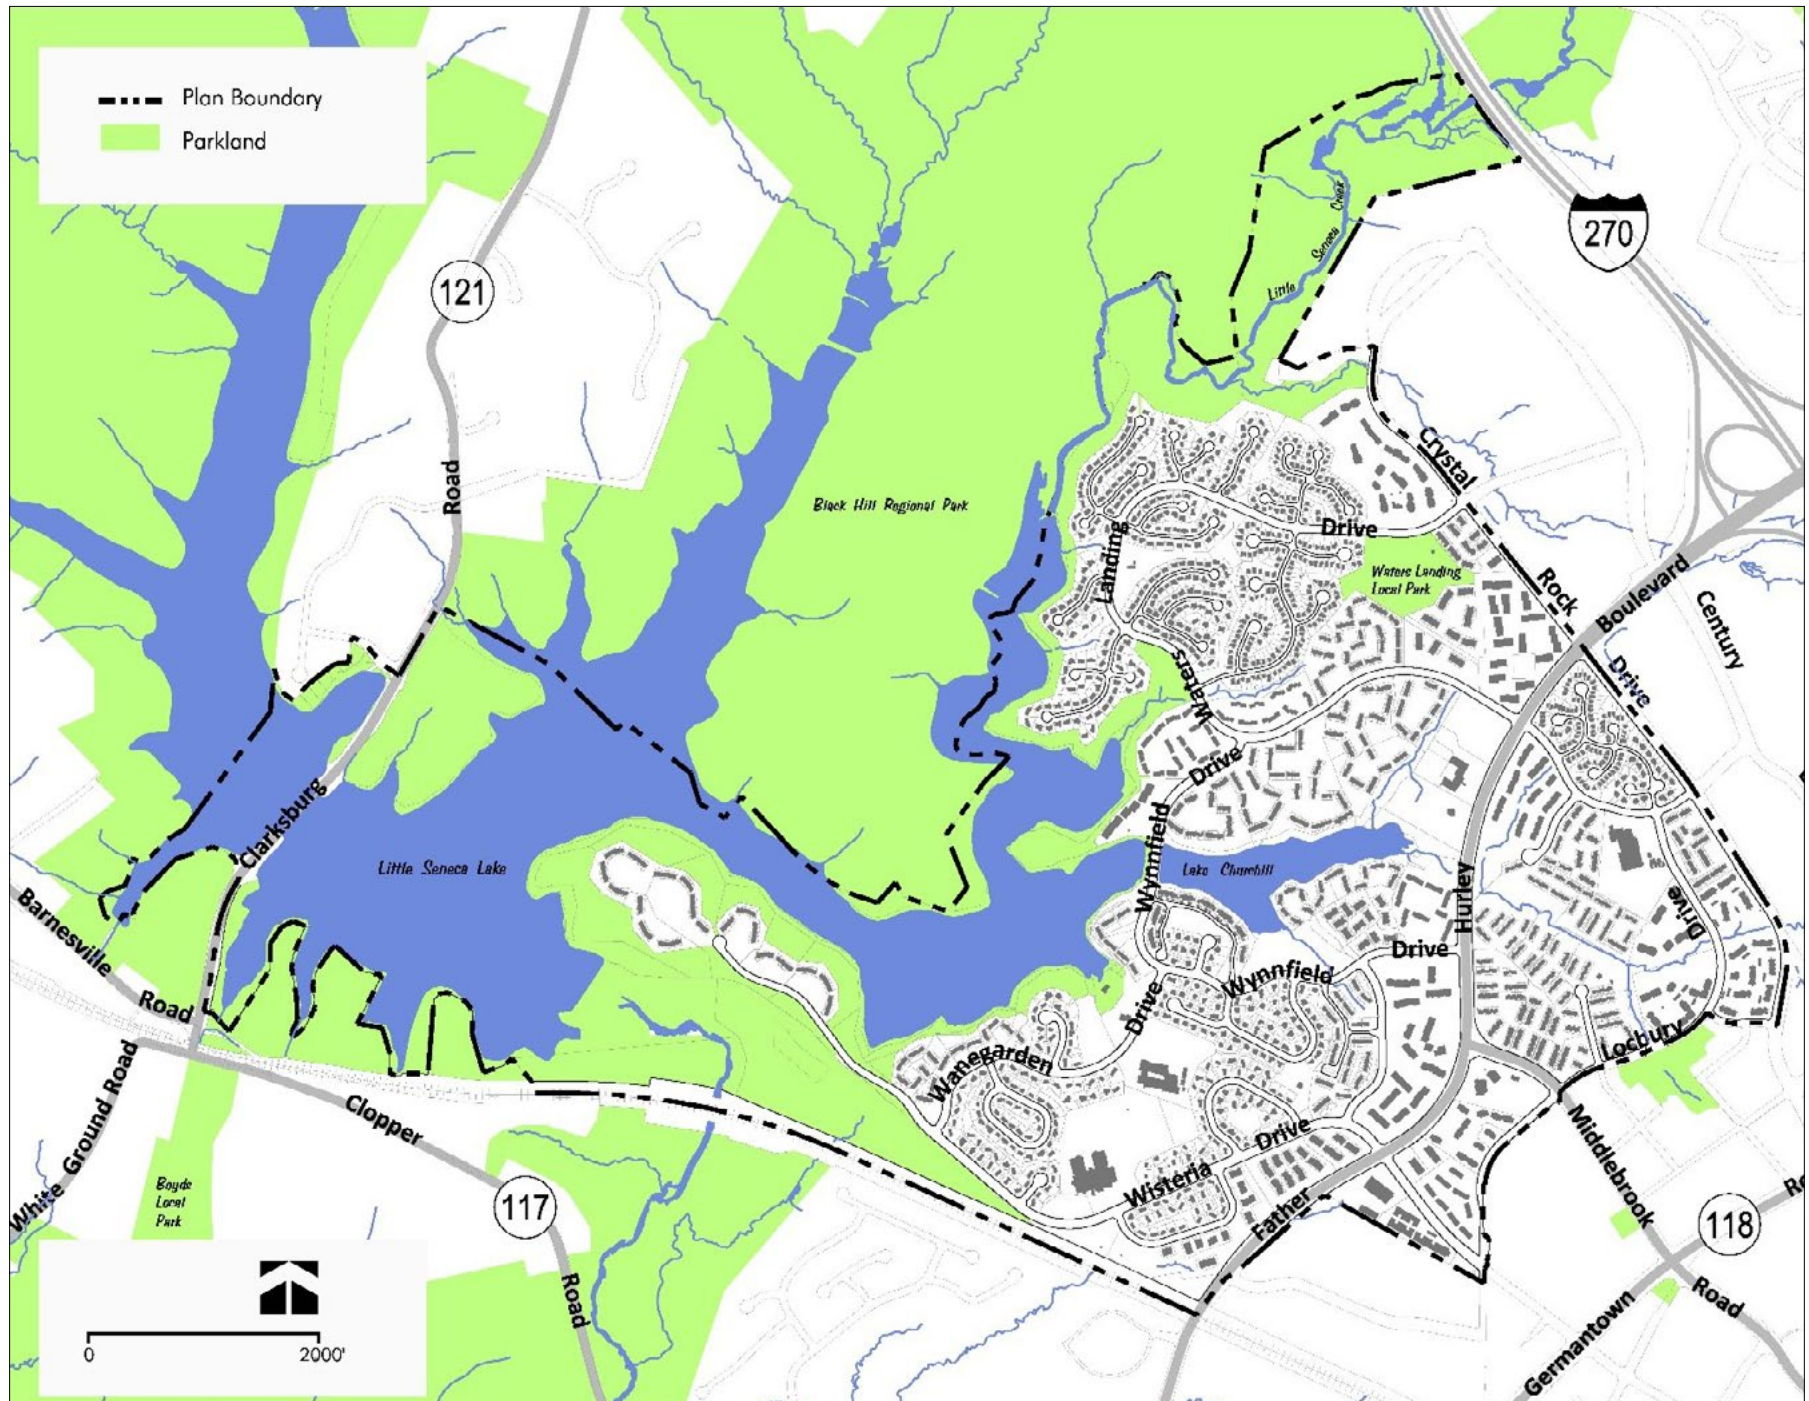 Plan Boundary
Parkland
121
270
Little
Seneca
Creek
Road
Black Hill Regional Park
Crystal
Rock
Drive
Landing
Drive
Waters Landing
Local Park
Boulevard
Century
Waters
Drive
Clarksburg
Little Seneca Lake
Wynnfield
Lake Churchill
Hurley
Drive
Barnesville
Road
Drive
Wynnfield
Drive
Locbury
Wanegarden
White Ground Road
Clopper
Road
117
Boyds
Local
Park
Drive
Wisteria
Father
Middlebrook
Road
118
Ro
Germantown
0
2000'